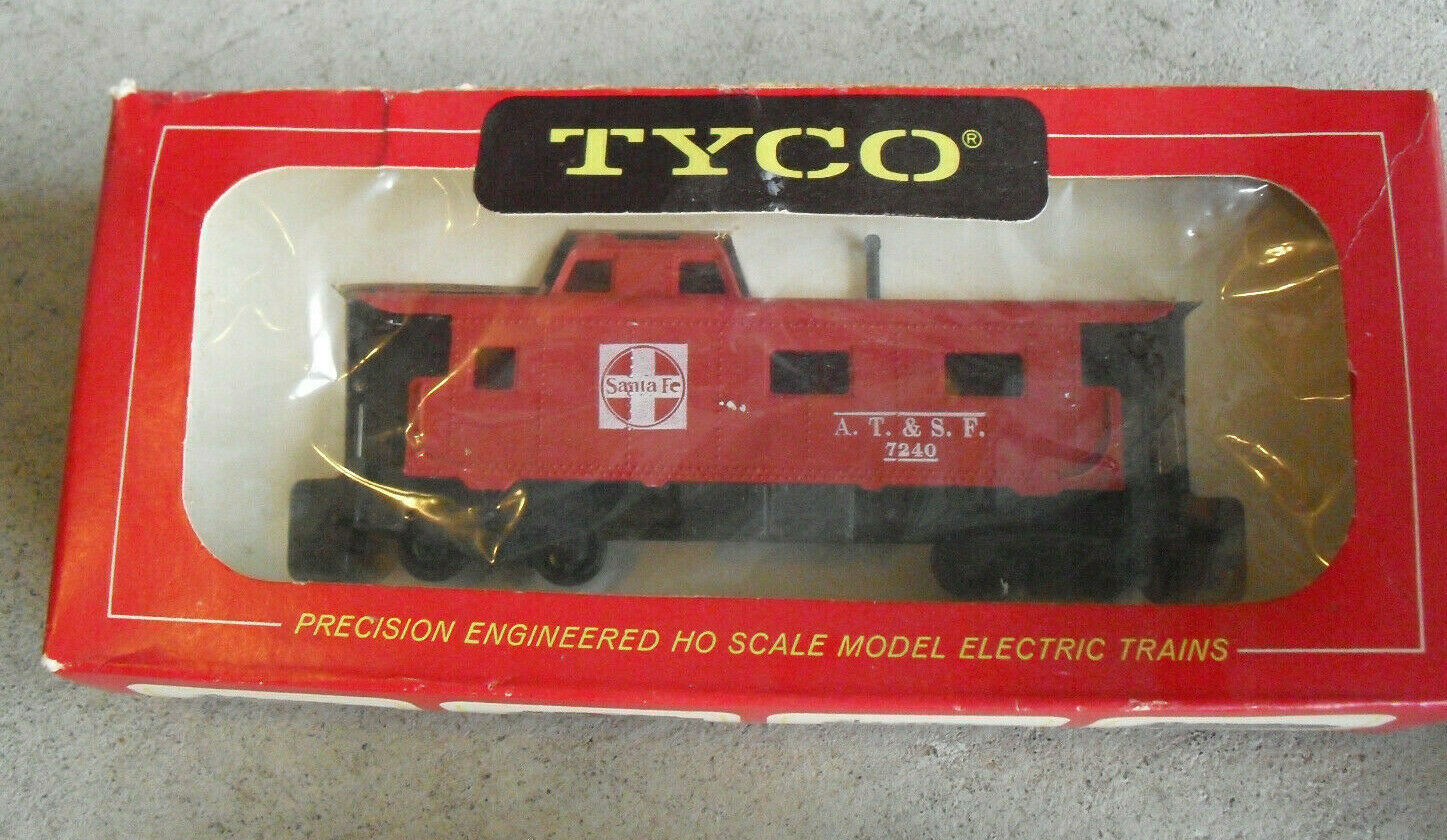 TYCO®
Santa Fe
A. T. & S. F.
7240
PRECISION ENGINEERED HO SCALE MODEL ELECTRIC TRAINS